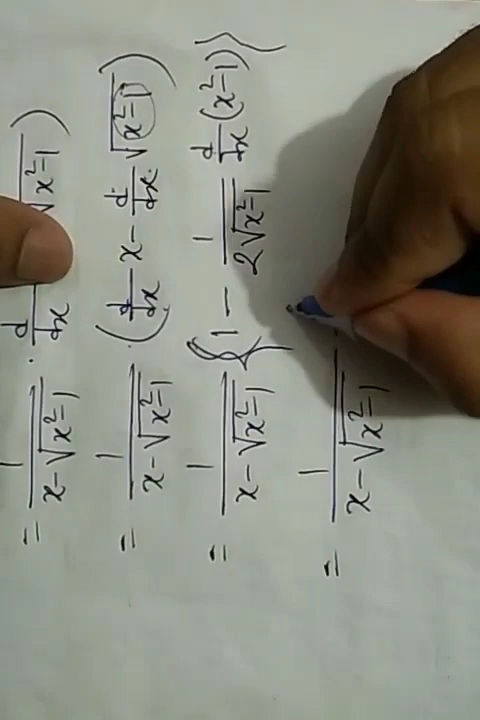 = 1/(x-√(x²-1)) · d/dx √(x²-1))
= 1/(x-√(x²-1)) · (d/dx x - d/dx √(x²-1))
= 1/(x-√(x²-1)) (1 - 1/(2√(x²-1)) d/dx (x²-1))
= 1/(x-√(x²-1))